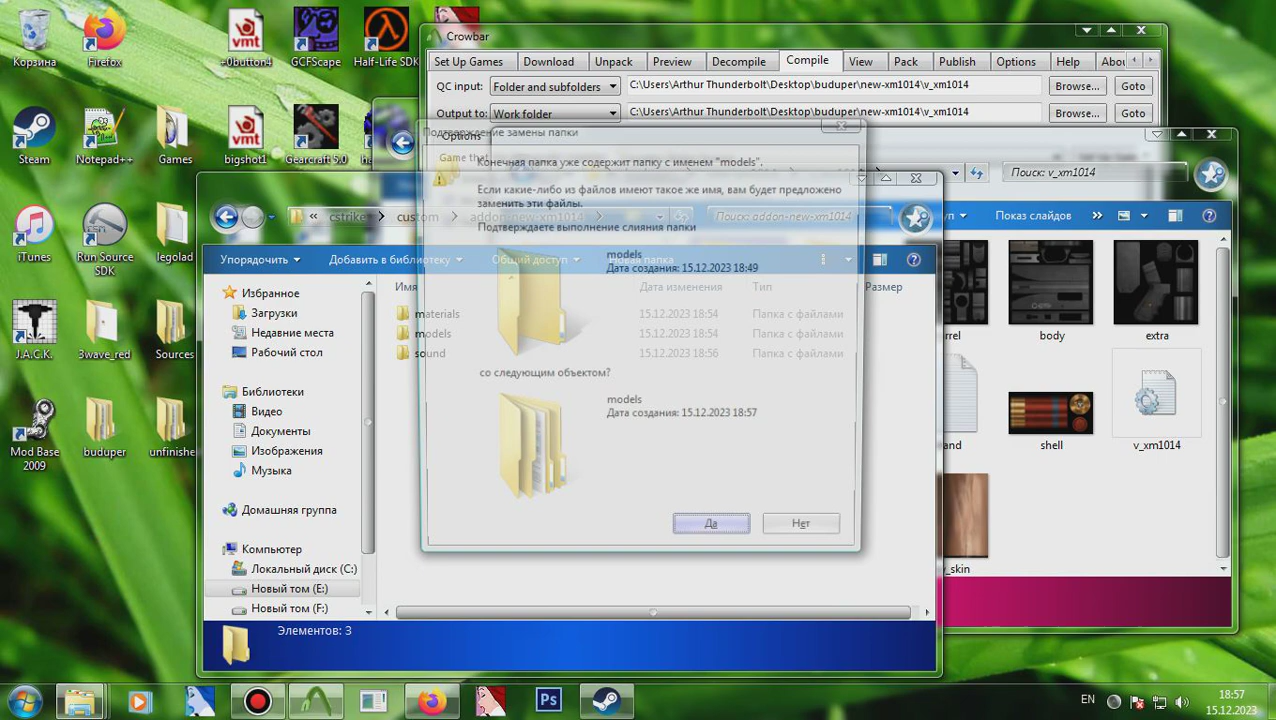 Корзина
Firefox
vmt
+0button4
GCFScape
Half-Life SDK
Steam
Notepad++
Games
vmt
bigshot1
Gearcraft 5.0
iTunes
Run Source SDK
legolad
J.A.C.K.
3wave_red
Sources
Mod Base 2009
buduper
unfinishe
Crowbar
Set Up Games
Download
Unpack
Preview
Decompile
Compile
View
Pack
Publish
Options
Help
Abou
QC input:
Folder and subfolders
C:\Users\Arthur Thunderbolt\Desktop\buduper\new-xm1014\v_xm1014
Browse...
Goto
Output to:
Work folder
C:\Users\Arthur Thunderbolt\Desktop\buduper\new-xm1014\v_xm1014
Browse...
Goto
Options
Game that
Поиск: v_xm1014
Показ слайдов
»
rrel
body
extra
and
shell
v_xm1014
_skin
Подтверждение замены папки
Конечная папка уже содержит папку с именем "models".
Если какие-либо из файлов имеют такое же имя, вам будет предложено
заменить эти файлы.
Подтверждаете выполнение слияния папки
models
Дата создания: 15.12.2023 18:49
со следующим объектом?
models
Дата создания: 15.12.2023 18:57
Да
Нет
« cstrike
custom
addon-new-xm1014
Поиск: addon-new-xm1014
Упорядочить
Добавить в библиотеку
Общий доступ
Новая папка
Имя
Дата изменения
Тип
Размер
materials
15.12.2023 18:54
Папка с файлами
models
15.12.2023 18:54
Папка с файлами
sound
15.12.2023 18:56
Папка с файлами
Избранное
Загрузки
Недавние места
Рабочий стол
Библиотеки
Видео
Документы
Изображения
Музыка
Домашняя группа
Компьютер
Локальный диск (C:)
Новый том (E:)
Новый том (F:)
Элементов: 3
Ps
EN
18:57
15.12.2023